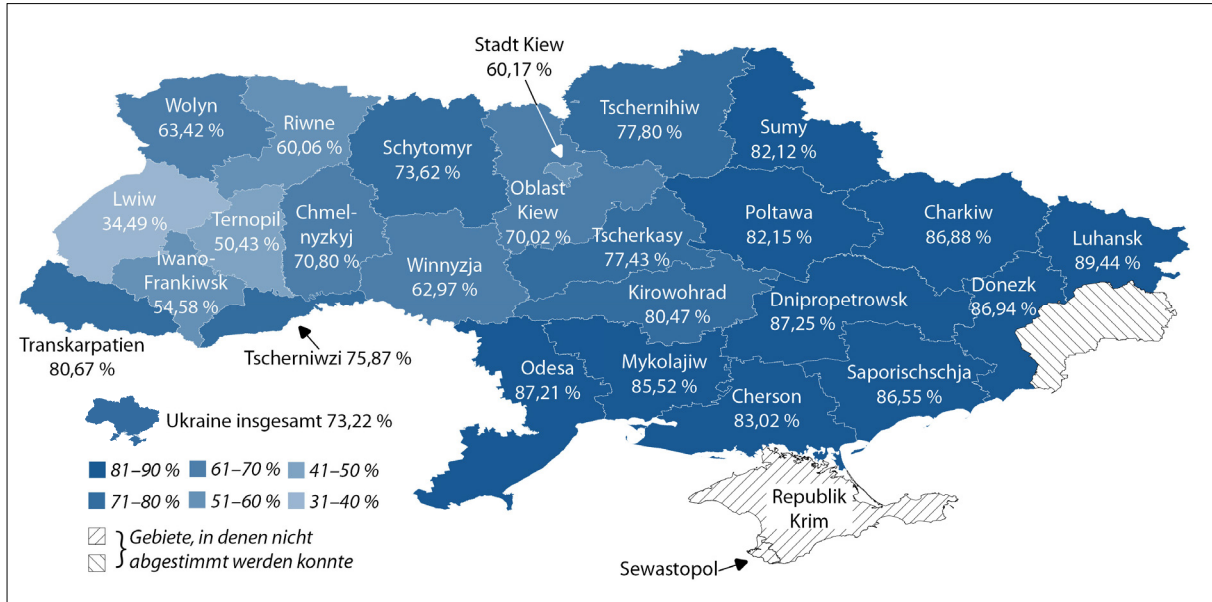 Stadt Kiew
60,17 %
Wolyn
63,42 %
Riwne
60,06 %
Schytomyr
73,62 %
Tschernihiw
77,80 %
Sumy
82,12 %
Lwiw
34,49 %
Ternopil
50,43 %
Chmel-
nyzkyj
70,80 %
Oblast
Kiew
70,02 %
Poltawa
82,15 %
Charkiw
86,88 %
Luhansk
89,44 %
Iwano-
Frankiwsk
54,58 %
Winnyzja
62,97 %
Tscherkasy
77,43 %
Kirowohrad
80,47 %
Dnipropetrowsk
87,25 %
Donezk
86,94 %
Transkarpatien
80,67 %
Tscherniwzi 75,87 %
Odesa
87,21 %
Mykolajiw
85,52 %
Cherson
83,02 %
Saporischschja
86,55 %
Ukraine insgesamt 73,22 %
81–90 %
61–70 %
41–50 %
71–80 %
51–60 %
31–40 %
Gebiete, in denen nicht
abgestimmt werden konnte
Republik
Krim
Sewastopol